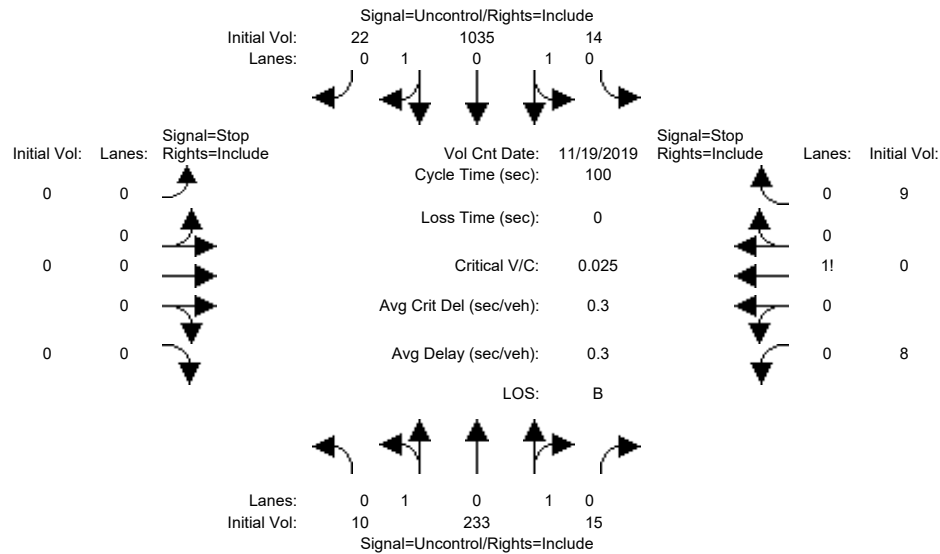 Signal=Uncontrol/Rights=Include
Initial Vol: 22 1035 14
Lanes: 0 1 0 1 0
Signal=Stop Signal=Stop
Initial Vol: Lanes: Rights=Include Vol Cnt Date: 11/19/2019 Rights=Include Lanes: Initial Vol:
Cycle Time (sec): 100
0 0 0 9
Loss Time (sec): 0
0 0
0 0 Critical V/C: 0.025 1! 0
0 Avg Crit Del (sec/veh): 0.3 0
0 0 Avg Delay (sec/veh): 0.3 0 8
LOS: B
Lanes: 0 1 0 1 0
Initial Vol: 10 233 15
Signal=Uncontrol/Rights=Include